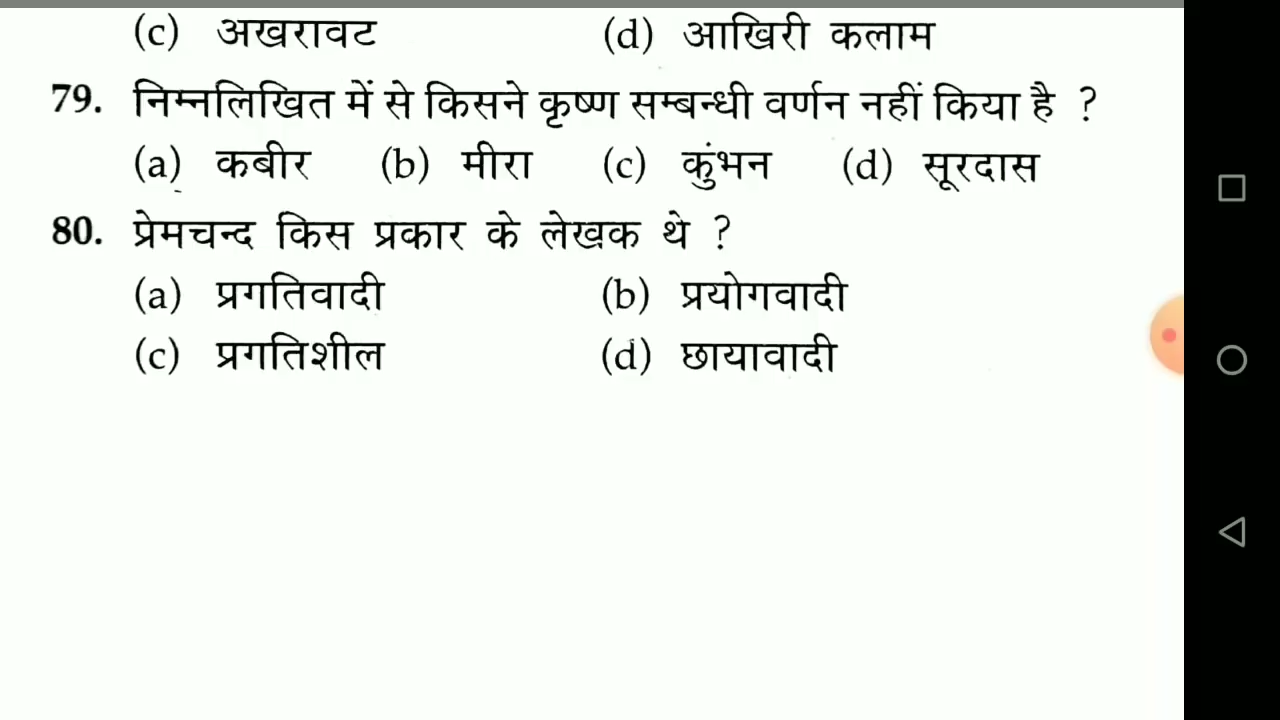 (c) अखरावट (d) आखिरी कलाम
79. निम्नलिखित में से किसने कृष्ण सम्बन्धी वर्णन नहीं किया है ?
(a) कबीर (b) मीरा (c) कुंभन (d) सूरदास
80. प्रेमचन्द किस प्रकार के लेखक थे ?
(a) प्रगतिवादी (b) प्रयोगवादी
(c) प्रगतिशील (d) छायावादी